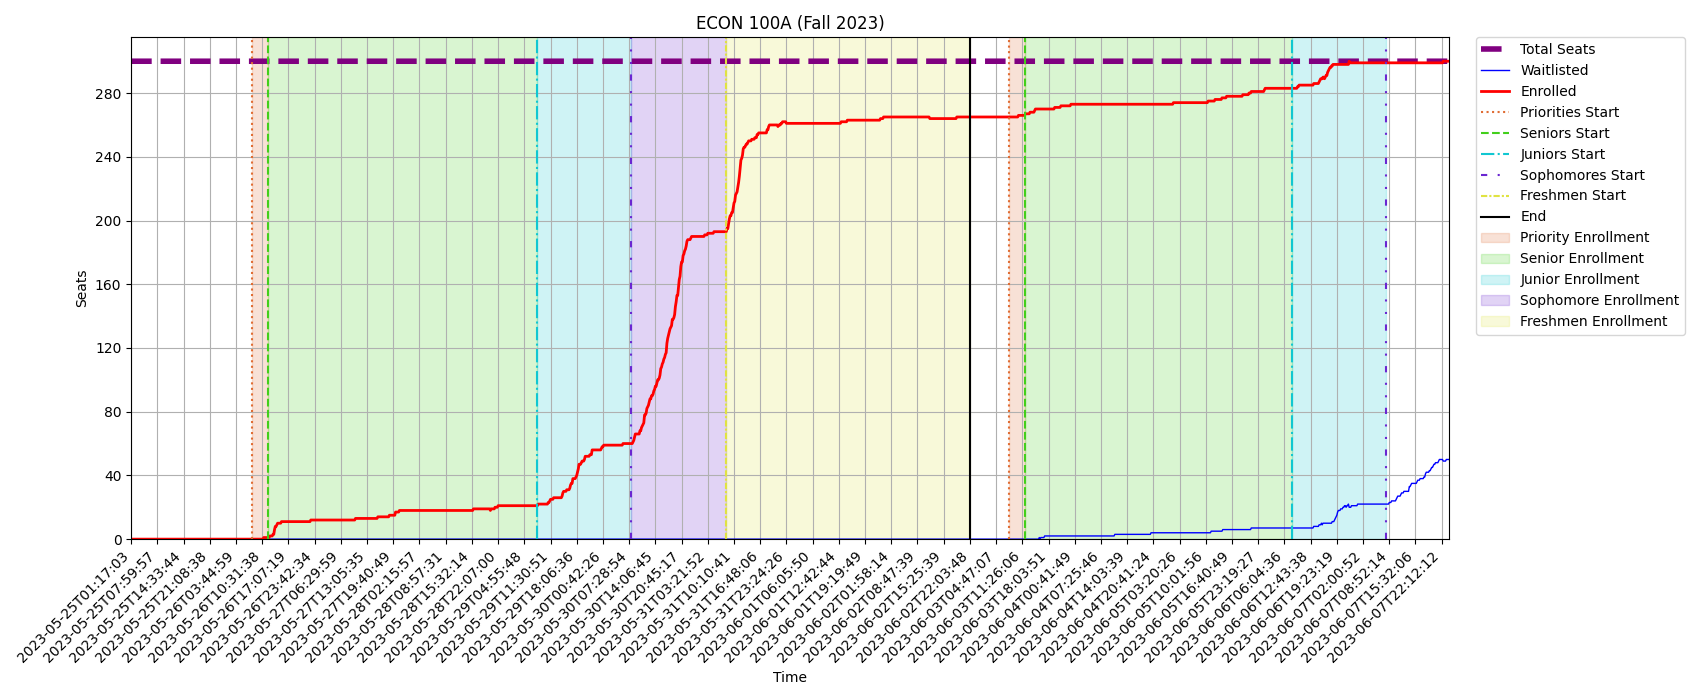 ECON 100A (Fall 2023)
Seats
280
240
200
160
120
80
40
0
2023-05-25T01:17:03
2023-05-25T07:59:57
2023-05-25T14:33:44
2023-05-25T21:08:38
2023-05-26T03:44:59
2023-05-26T10:31:38
2023-05-26T17:07:19
2023-05-26T23:42:34
2023-05-27T06:29:59
2023-05-27T13:05:35
2023-05-27T19:40:49
2023-05-28T02:15:57
2023-05-28T08:57:31
2023-05-28T15:32:14
2023-05-28T22:07:00
2023-05-29T04:55:48
2023-05-29T11:30:51
2023-05-29T18:06:36
2023-05-30T00:42:26
2023-05-30T07:28:54
2023-05-30T14:06:45
2023-05-30T20:45:17
2023-05-31T03:21:52
2023-05-31T10:10:41
2023-05-31T16:48:06
2023-05-31T23:24:26
2023-06-01T06:05:50
2023-06-01T12:42:44
2023-06-01T19:19:49
2023-06-02T01:58:14
2023-06-02T08:47:39
2023-06-02T15:25:39
2023-06-02T22:03:48
2023-06-03T04:47:07
2023-06-03T11:26:06
2023-06-03T18:03:51
2023-06-04T00:41:49
2023-06-04T07:25:46
2023-06-04T14:03:39
2023-06-04T20:41:24
2023-06-05T03:20:26
2023-06-05T10:01:56
2023-06-05T16:40:49
2023-06-05T23:19:27
2023-06-06T06:04:36
2023-06-06T12:43:38
2023-06-06T19:23:19
2023-06-07T02:00:52
2023-06-07T08:52:14
2023-06-07T15:32:06
2023-06-07T22:12:12
Time
Total Seats
Waitlisted
Enrolled
Priorities Start
Seniors Start
Juniors Start
Sophomores Start
Freshmen Start
End
Priority Enrollment
Senior Enrollment
Junior Enrollment
Sophomore Enrollment
Freshmen Enrollment